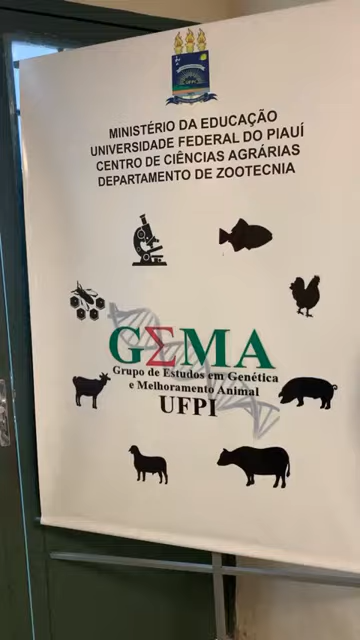 MINISTÉRIO DA EDUCAÇÃO
UNIVERSIDADE FEDERAL DO PIAUÍ
CENTRO DE CIÊNCIAS AGRÁRIAS
DEPARTAMENTO DE ZOOTECNIA
GΣMA
Grupo de Estudos em Genética
e Melhoramento Animal
UFPI